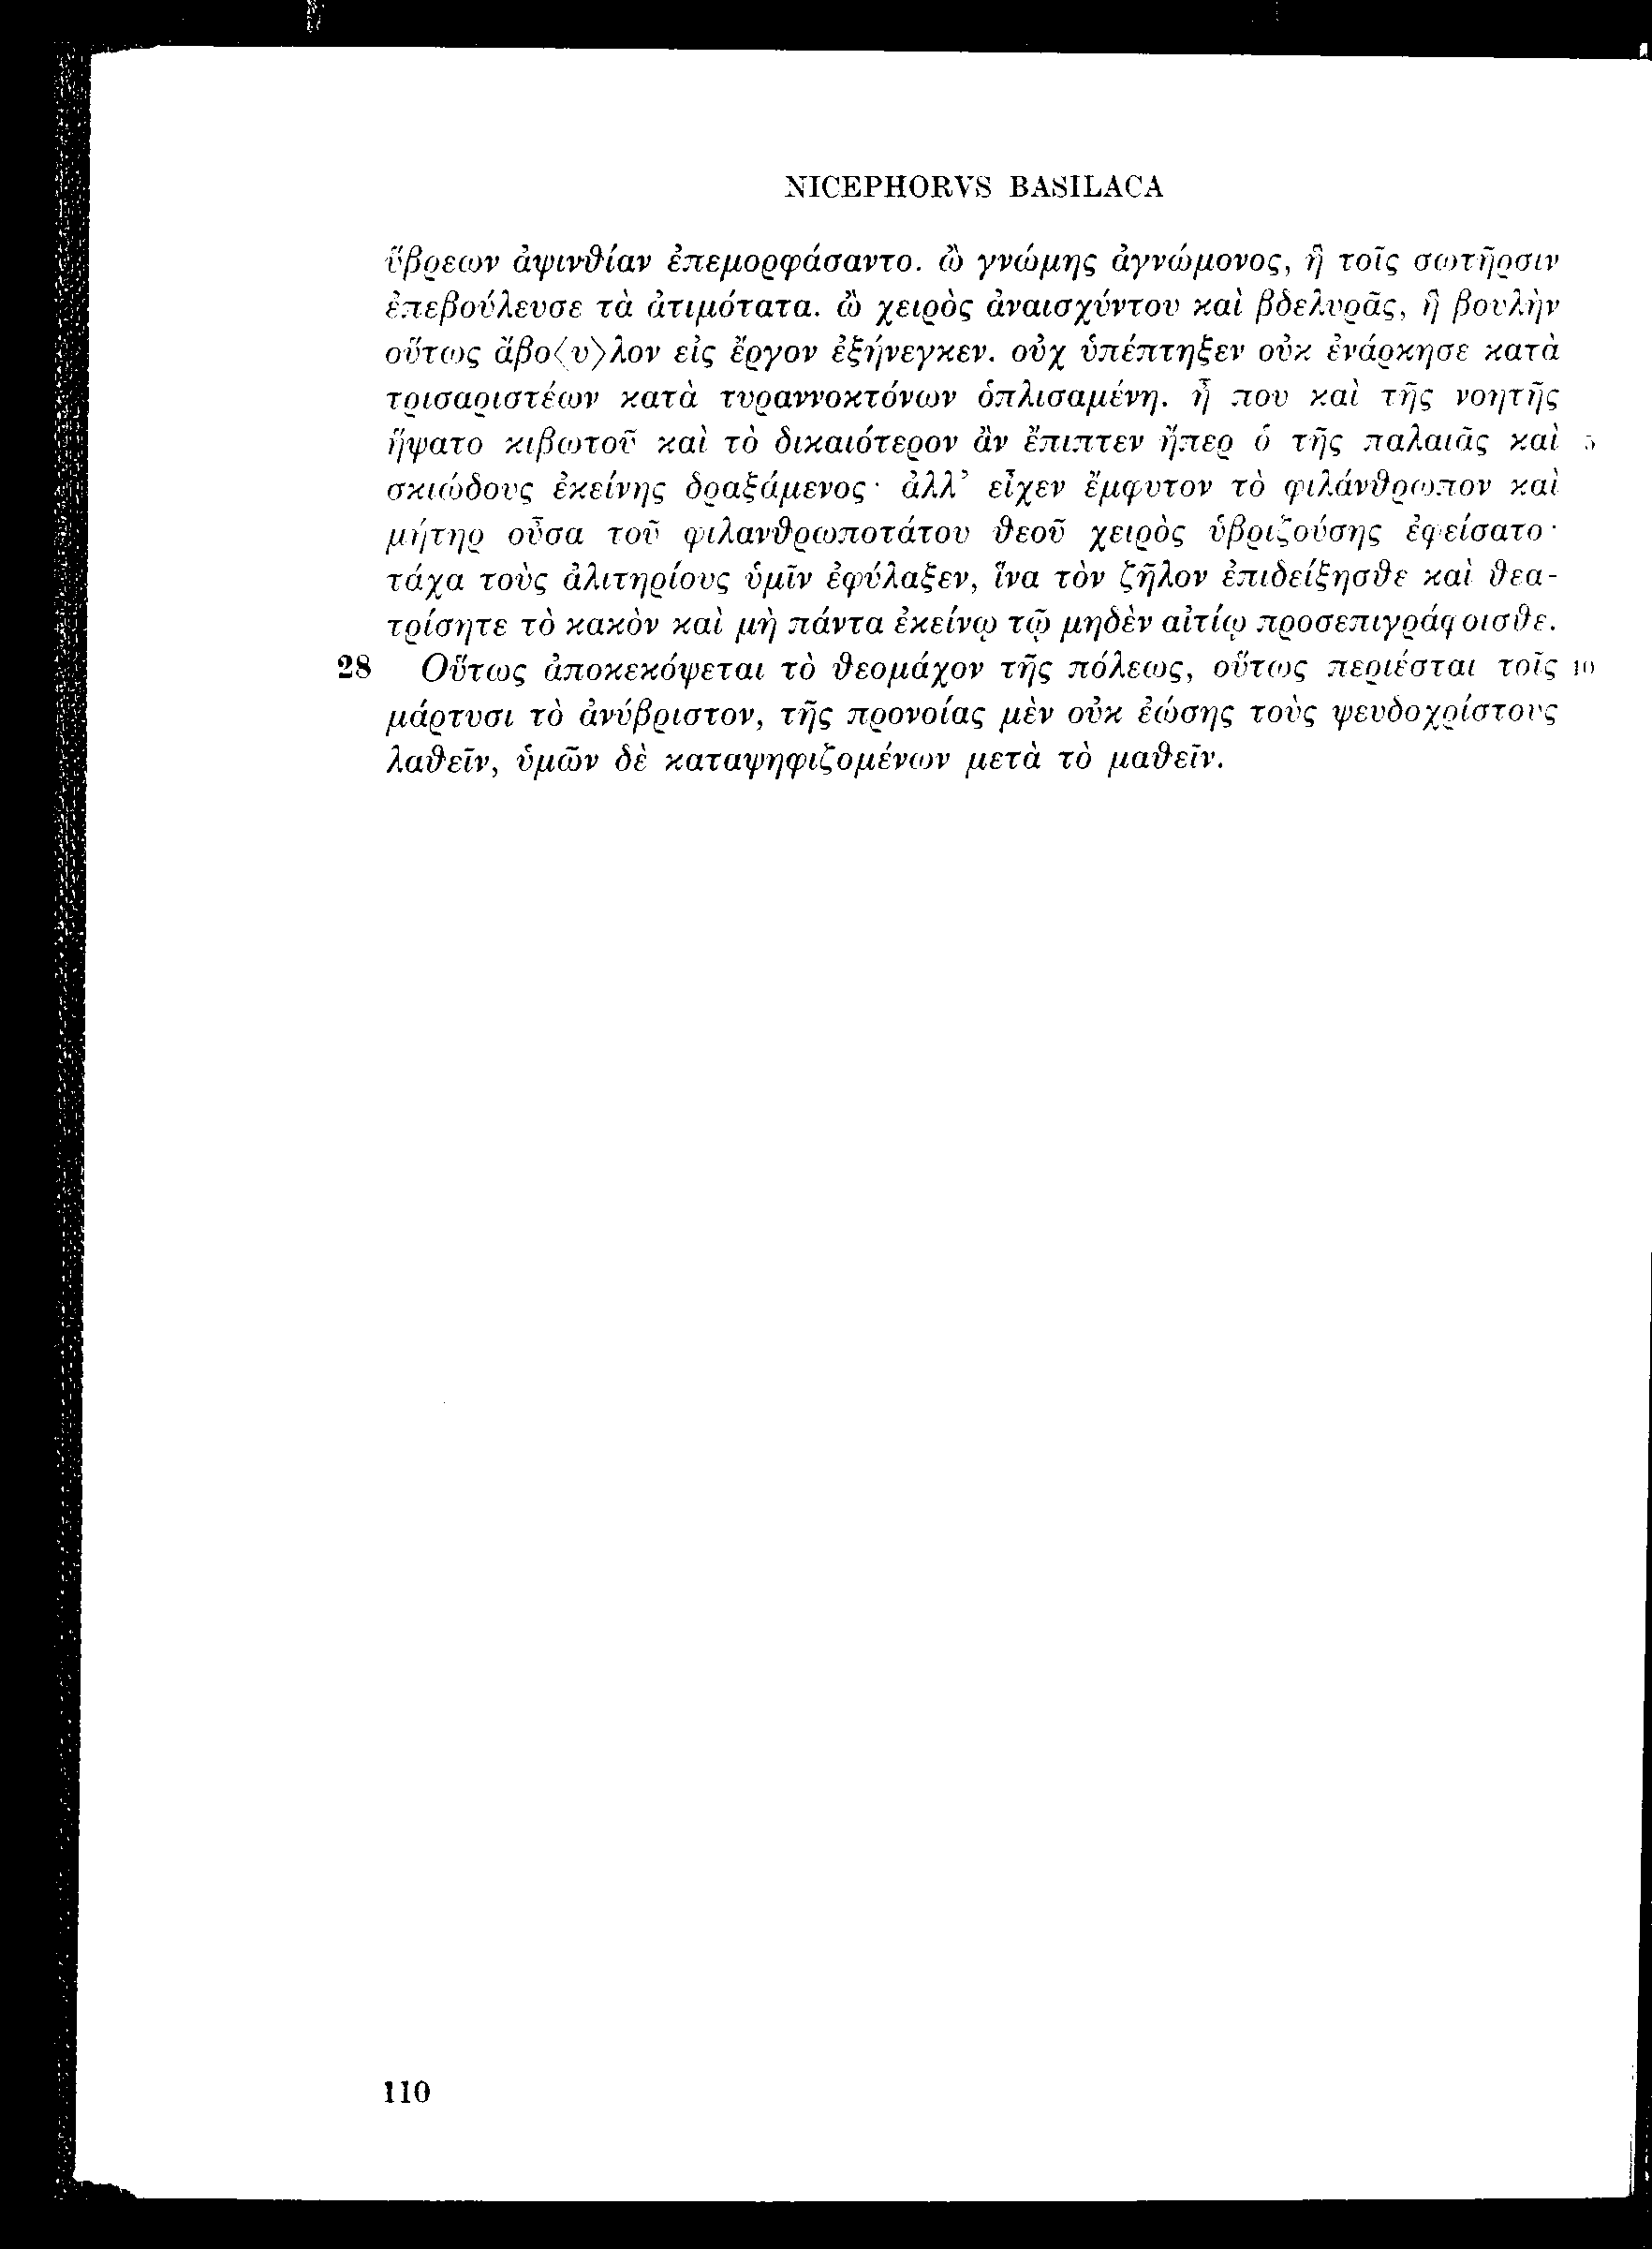 NICEPHORVS BASILACA
ὕβρεων ἀψινθίαν ἐπεμορφάσαντο. ὢ γνώμης ἀγνώμονος, ἣ τοῖς σωτῆρσιν
ἐπεβούλευσε τὰ ἀτιμότατα. ὢ χειρὸς ἀναισχύντου καὶ βδελυρᾶς, ἣ βουλὴν
οὕτως ἄβο⟨υ⟩λον εἰς ἔργον ἐξήνεγκεν. οὐχ ὑπέπτηξεν οὐκ ἐνάρκησε κατὰ
τρισαριστέων κατὰ τυραννοκτόνων ὁπλισαμένη. ἦ που καὶ τῆς νοητῆς
ἥψατο κιβωτοῦ καὶ τὸ δικαιότερον ἂν ἔπιπτεν ἤπερ ὁ τῆς παλαιᾶς καὶ 5
σκιώδους ἐκείνης δραξάμενος· ἀλλ’ εἶχεν ἔμφυτον τὸ φιλάνθρωπον καὶ
μήτηρ οὖσα τοῦ φιλανθρωποτάτου θεοῦ χειρὸς ὑβριζούσης ἐφείσατο·
τάχα τοὺς ἀλιτηρίους ὑμῖν ἐφύλαξεν, ἵνα τὸν ζῆλον ἐπιδείξησθε καὶ θεα-
τρίσητε τὸ κακὸν καὶ μὴ πάντα ἐκείνῳ τῷ μηδὲν αἰτίῳ προσεπιγράφοισθε.
28 Οὕτως ἀποκεκόψεται τὸ θεομάχον τῆς πόλεως, οὕτως περιέσται τοῖς 10
μάρτυσι τὸ ἀνύβριστον, τῆς προνοίας μὲν οὐκ ἐώσης τοὺς ψευδοχρίστους
λαθεῖν, ὑμῶν δὲ καταψηφιζομένων μετὰ τὸ μαθεῖν.
110